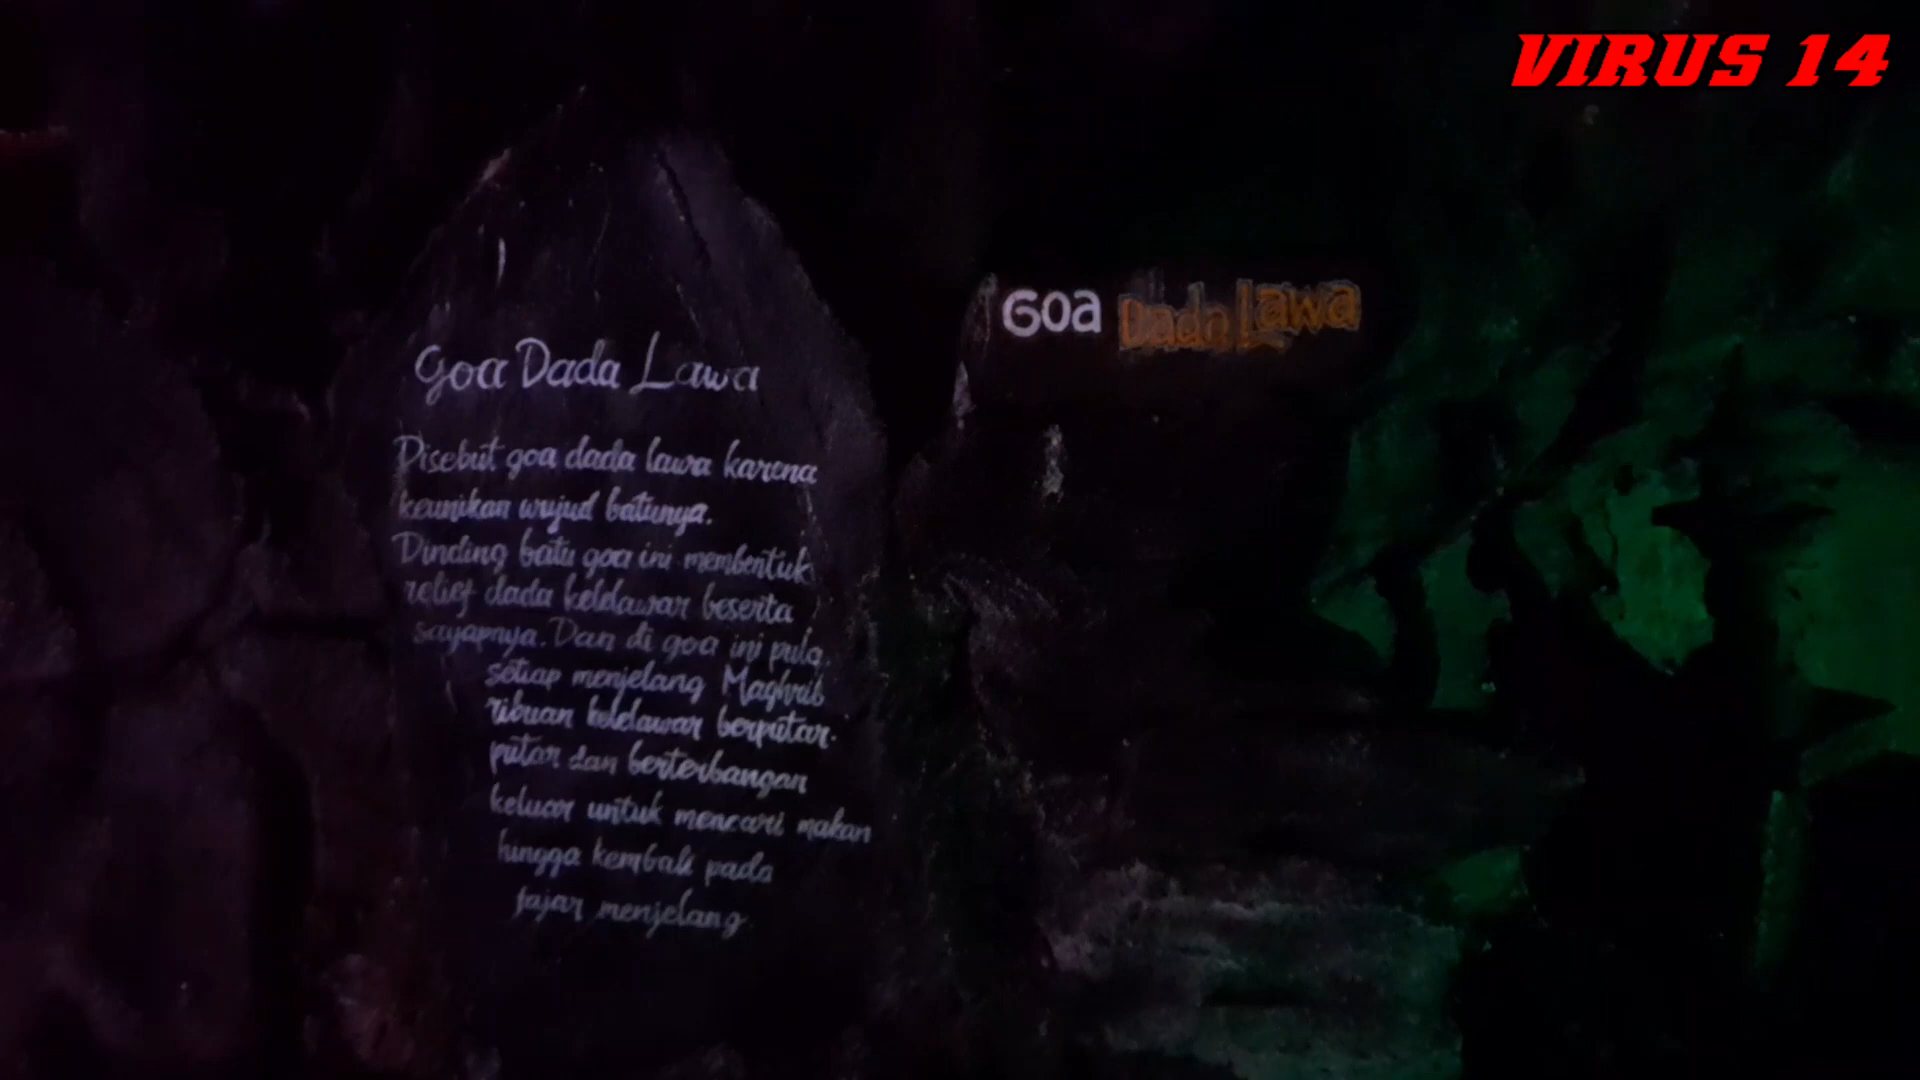 VIRUS 14
Goa Dada Lawa
Goa Dada Lawa
Disebut goa dada lawa karena
keunikan wujud batunya.
Dinding batu goa ini membentuk
relief dada kelelawar beserta
sayapnya. Dan di goa ini pula.
setiap menjelang Maghrib
ribuan kelelawar berputar-
putar dan berterbangan
keluar untuk mencari makan
hingga kembali pada
fajar menjelang